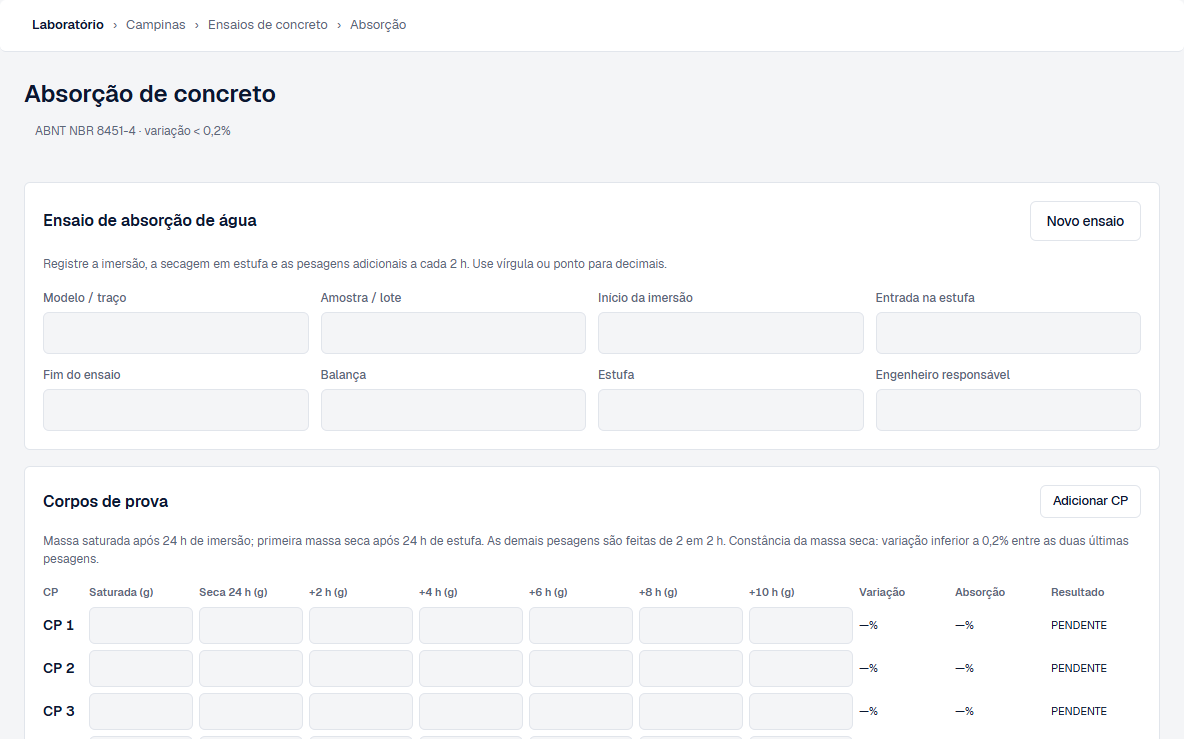 Laboratório › Campinas › Ensaios de concreto › Absorção
Absorção de concreto
ABNT NBR 8451-4 · variação < 0,2%
Ensaio de absorção de água
Novo ensaio
Registre a imersão, a secagem em estufa e as pesagens adicionais a cada 2 h. Use vírgula ou ponto para decimais.
Modelo / traço Amostra / lote Início da imersão Entrada na estufa
Fim do ensaio Balança Estufa Engenheiro responsável
Corpos de prova
Adicionar CP
Massa saturada após 24 h de imersão; primeira massa seca após 24 h de estufa. As demais pesagens são feitas de 2 em 2 h. Constância da massa seca: variação inferior a 0,2% entre as duas últimas
pesagens.
CP Saturada (g) Seca 24 h (g) +2 h (g) +4 h (g) +6 h (g) +8 h (g) +10 h (g) Variação Absorção Resultado
CP 1 —% —% PENDENTE
CP 2 —% —% PENDENTE
CP 3 —% —% PENDENTE